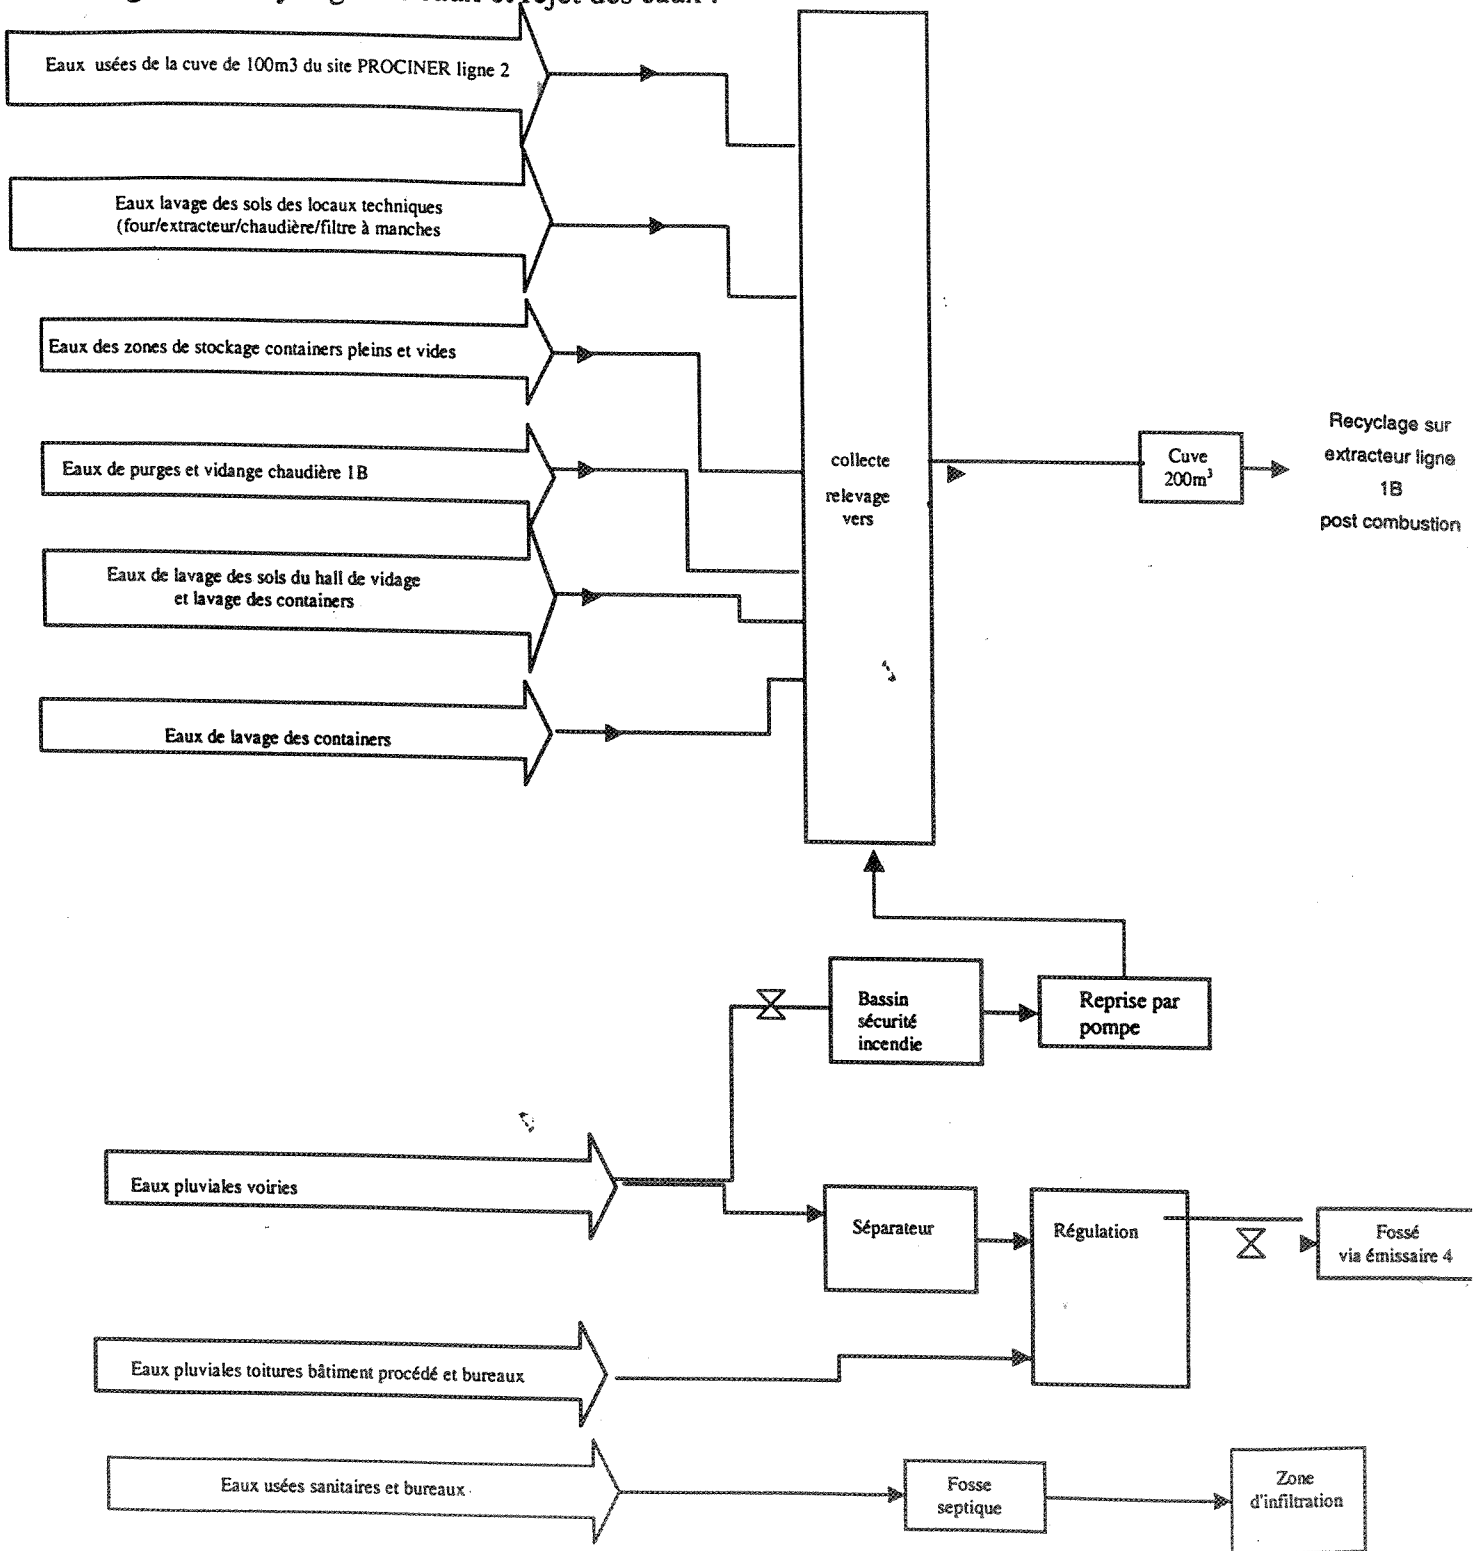 et rejet des eaux :
Eaux usées de la cuve de 100m3 du site PROCINER ligne 2
Eaux lavage des sols des locaux techniques
(four/extracteur/chaudière/filtre à manches
Eaux des zones de stockage containers pleins et vides
Eaux de purges et vidange chaudière 1B
Eaux de lavage des sols du hall de vidage
et lavage des containers
Eaux de lavage des containers
collecte
relevage
vers
Cuve
200m³
Recyclage sur
extracteur ligne
1B
post combustion
Bassin
sécurité
incendie
Reprise par
pompe
Eaux pluviales voiries
Séparateur
Régulation
Fossé
via émissaire 4
Eaux pluviales toitures bâtiment procédé et bureaux
Eaux usées sanitaires et bureaux
Fosse
septique
Zone
d'infiltration